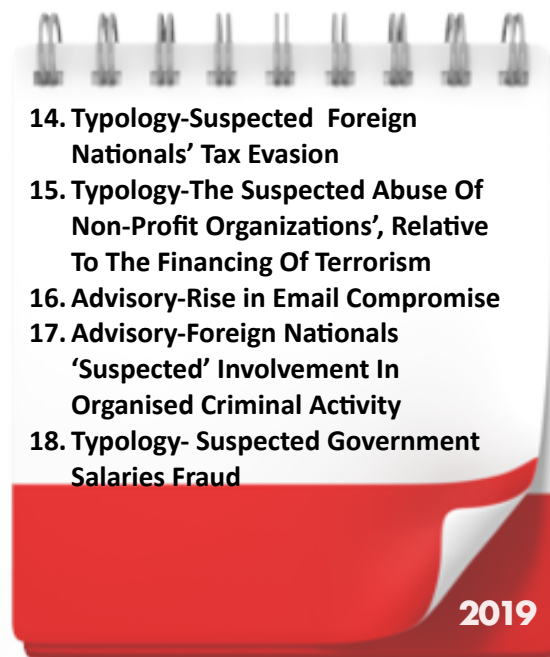 14. Typology-Suspected Foreign
Nationals’ Tax Evasion
15. Typology-The Suspected Abuse Of
Non-Profit Organizations’, Relative
To The Financing Of Terrorism
16. Advisory-Rise in Email Compromise
17. Advisory-Foreign Nationals
‘Suspected’ Involvement In
Organised Criminal Activity
18. Typology- Suspected Government
Salaries Fraud
2019